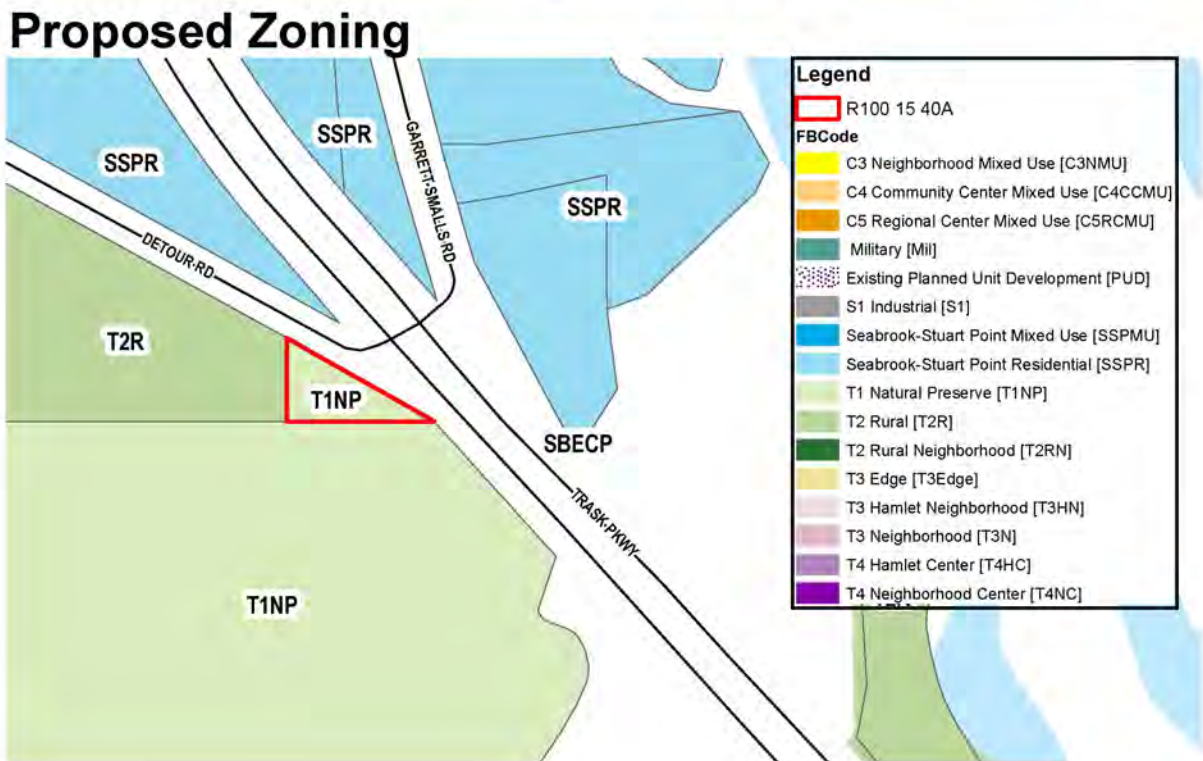 Proposed Zoning
SSPR
SSPR
GARRETT-SMALLS RD
SSPR
DETOUR-RD
T2R
T1NP
SBECP
TRASK-PKWY
T1NP
Legend
R100 15 40A
FBCode
C3 Neighborhood Mixed Use [C3NMU]
C4 Community Center Mixed Use [C4CCMU]
C5 Regional Center Mixed Use [C5RCMU]
Military [Mil]
Existing Planned Unit Development [PUD]
S1 Industrial [S1]
Seabrook-Stuart Point Mixed Use [SSPMU]
Seabrook-Stuart Point Residential [SSPR]
T1 Natural Preserve [T1NP]
T2 Rural [T2R]
T2 Rural Neighborhood [T2RN]
T3 Edge [T3Edge]
T3 Hamlet Neighborhood [T3HN]
T3 Neighborhood [T3N]
T4 Hamlet Center [T4HC]
T4 Neighborhood Center [T4NC]